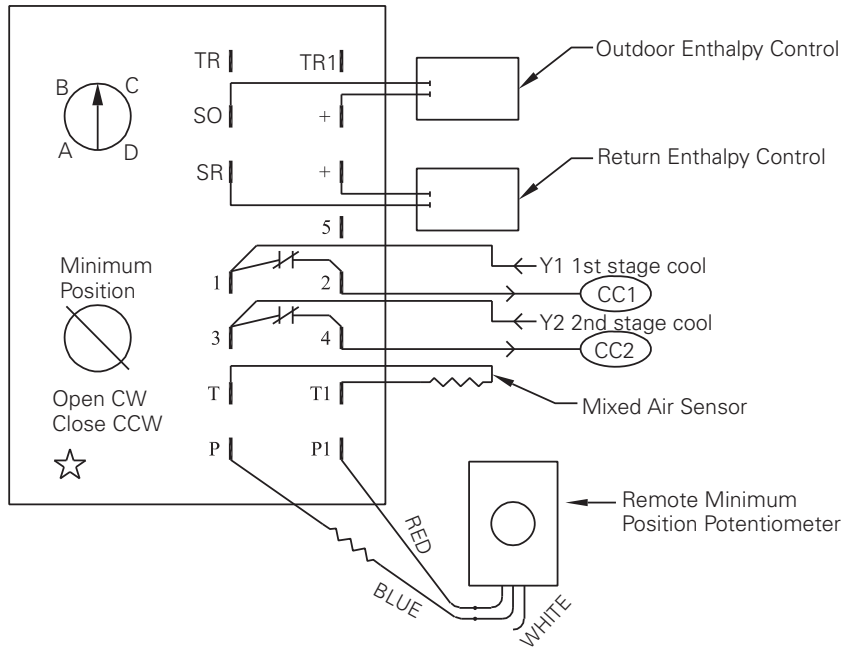 TR TR1
Outdoor Enthalpy Control
B C
SO +
A D
SR +
Return Enthalpy Control
5
Minimum
Position
1 2
Y1 1st stage cool
CC1
3 4
Y2 2nd stage cool
CC2
Open CW
Close CCW
T T1
Mixed Air Sensor
P P1
RED
BLUE
WHITE
Remote Minimum
Position Potentiometer